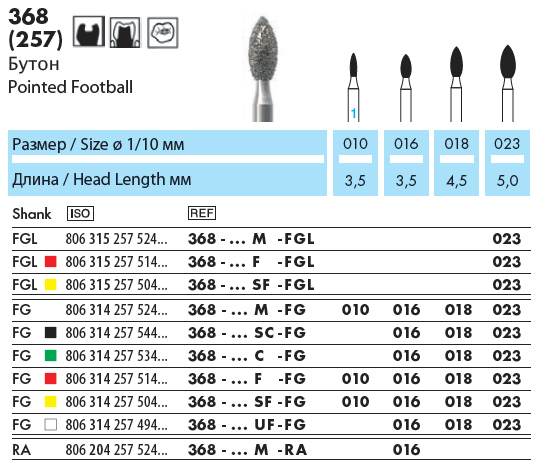 368
(257)
Бутон
Pointed Football
1
Размер / Size ø 1/10 мм 010 016 018 023
Длина / Head Length мм 3,5 3,5 4,5 5,0
Shank ISO REF
FGL 806 315 257 524... 368 - ... M - FGL 023
FGL 806 315 257 514... 368 - ... F - FGL 023
FGL 806 315 257 504... 368 - ... SF - FGL 023
FG 806 314 257 524... 368 - ... M - FG 010 016 018 023
FG 806 314 257 544... 368 - ... SC - FG 016 018 023
FG 806 314 257 534... 368 - ... C - FG 016 018 023
FG 806 314 257 514... 368 - ... F - FG 010 016 018 023
FG 806 314 257 504... 368 - ... SF - FG 010 016 018 023
FG 806 314 257 494... 368 - ... UF - FG 016 018 023
RA 806 204 257 524... 368 - ... M - RA 016